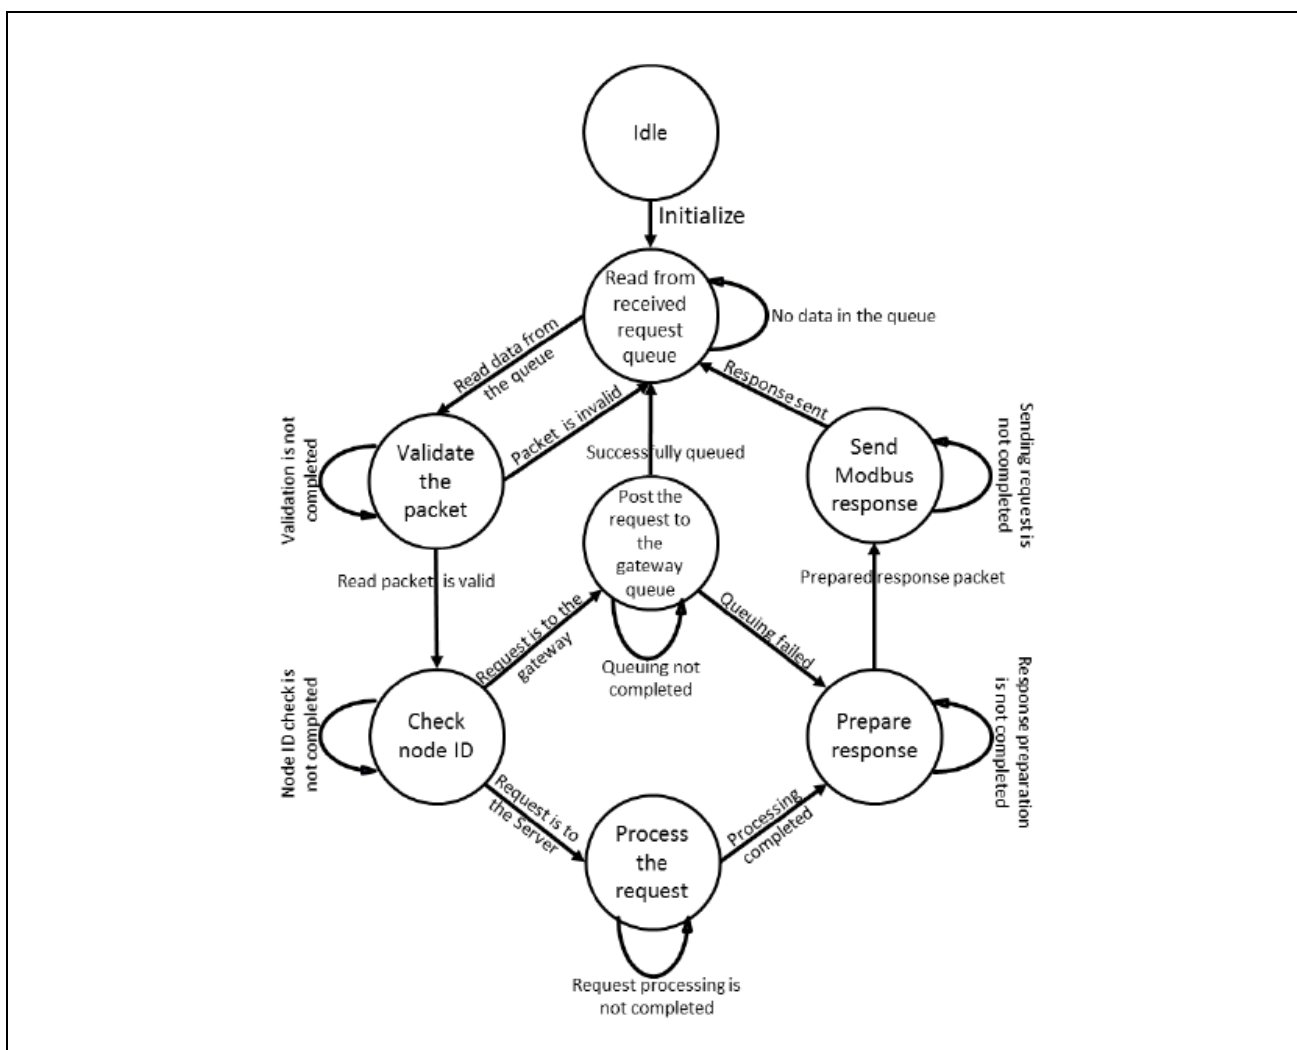 Idle
Initialize
Read from
received
request
queue
No data in the queue
Read data from
the queue
Packet is invalid
Response sent
Validation is not
completed
Validate
the
packet
Successfully queued
Send
Modbus
response
Sending request is
not completed
Post the
request to
the
gateway
queue
Read packet is valid
Prepared response packet
Request is to the
gateway
Queuing failed
Queuing not
completed
Node ID check is
not completed
Check
node ID
Prepare
response
Response preparation
is not completed
Request is to
the Server
Process
the
request
Processing
completed
Request processing is
not completed